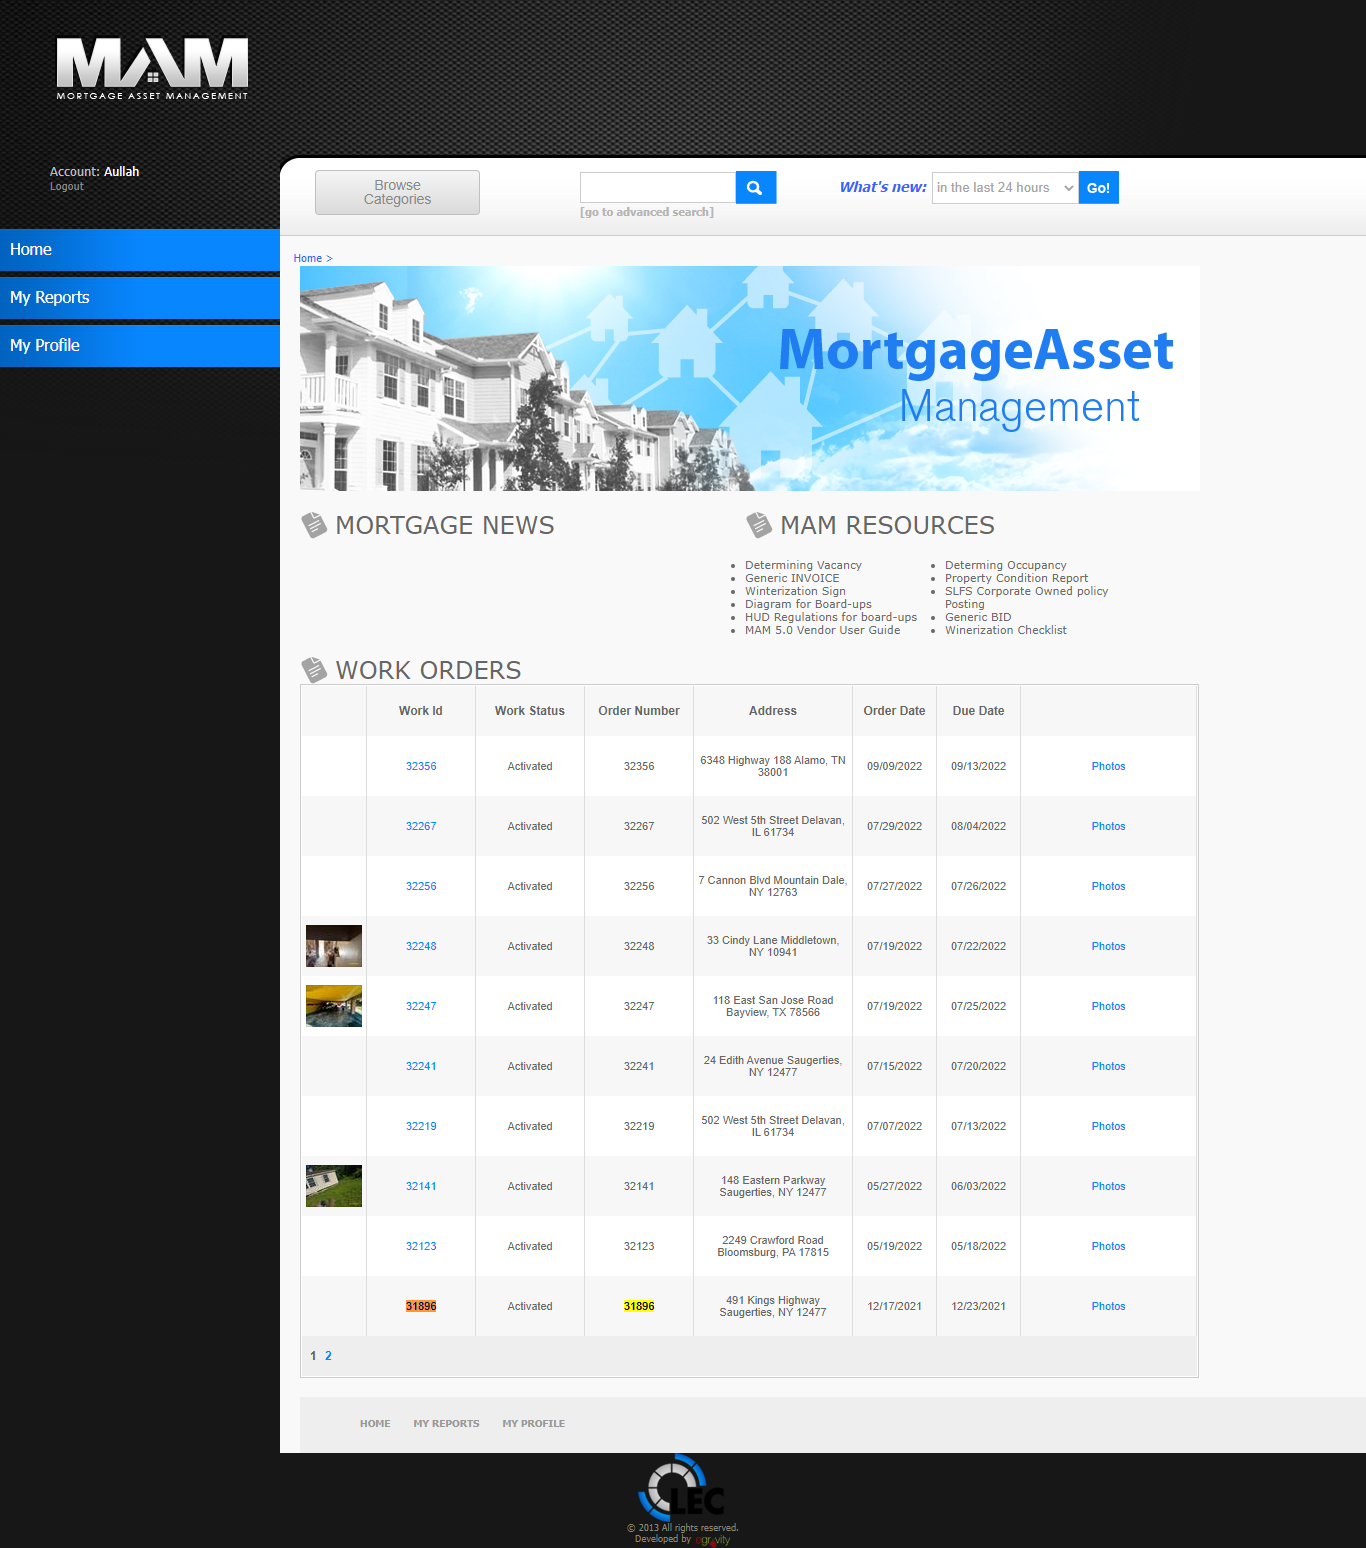 MAM
MORTGAGE ASSET MANAGEMENT
Account: Aullah
Logout
Home
My Reports
My Profile
Browse
Categories
[go to advanced search]
What's new:
in the last 24 hours
Go!
Home >
MortgageAsset
Management
MORTGAGE NEWS
MAM RESOURCES
Determining Vacancy
Generic INVOICE
Winterization Sign
Diagram for Board-ups
HUD Regulations for board-ups
MAM 5.0 Vendor User Guide
Determing Occupancy
Property Condition Report
SLFS Corporate Owned policy
Posting
Generic BID
Winerization Checklist
WORK ORDERS
Work Id Work Status Order Number Address Order Date Due Date
32356 Activated 32356 6348 Highway 188 Alamo, TN
38001 09/09/2022 09/13/2022 Photos
32267 Activated 32267 502 West 5th Street Delavan,
IL 61734 07/29/2022 08/04/2022 Photos
32256 Activated 32256 7 Cannon Blvd Mountain Dale,
NY 12763 07/27/2022 07/26/2022 Photos
32248 Activated 32248 33 Cindy Lane Middletown,
NY 10941 07/19/2022 07/22/2022 Photos
32247 Activated 32247 118 East San Jose Road
Bayview, TX 78566 07/19/2022 07/25/2022 Photos
32241 Activated 32241 24 Edith Avenue Saugerties,
NY 12477 07/15/2022 07/20/2022 Photos
32219 Activated 32219 502 West 5th Street Delavan,
IL 61734 07/07/2022 07/13/2022 Photos
32141 Activated 32141 148 Eastern Parkway
Saugerties, NY 12477 05/27/2022 06/03/2022 Photos
32123 Activated 32123 2249 Crawford Road
Bloomsburg, PA 17815 05/19/2022 05/18/2022 Photos
31896 Activated 31896 491 Kings Highway
Saugerties, NY 12477 12/17/2021 12/23/2021 Photos
1 2
HOME MY REPORTS MY PROFILE
LEC
© 2013 All rights reserved.
Developed by egravity